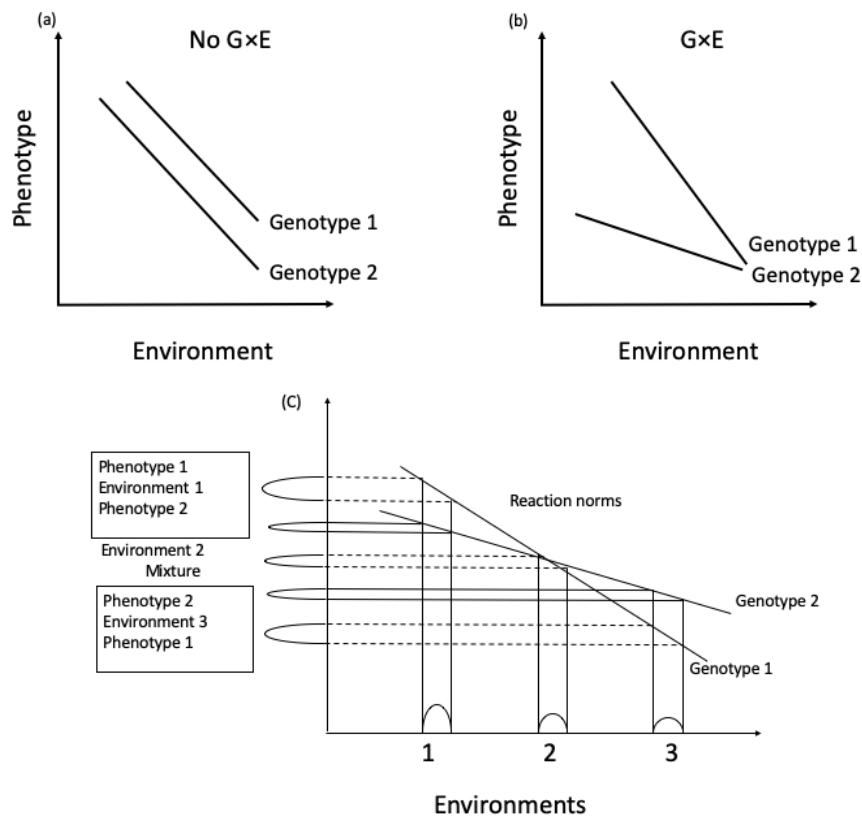 (a)
No G×E
Phenotype
Genotype 1
Genotype 2
Environment
(b)
G×E
Phenotype
Genotype 1
Genotype 2
Environment
(C)
Phenotype 1
Environment 1
Phenotype 2
Environment 2
Mixture
Phenotype 2
Environment 3
Phenotype 1
Reaction norms
Genotype 2
Genotype 1
1 2 3
Environments